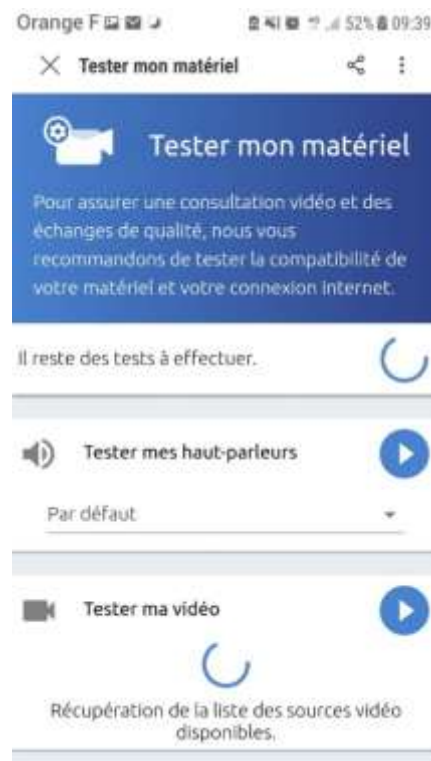 Orange F 52% 09:39
Tester mon matériel
Tester mon matériel
Pour assurer une consultation vidéo et des
échanges de qualité, nous vous
recommandons de tester la compatibilité de
votre matériel et votre connexion internet.
Il reste des tests à effectuer.
Tester mes haut-parleurs
Par défaut
Tester ma vidéo
Récupération de la liste des sources vidéo
disponibles.